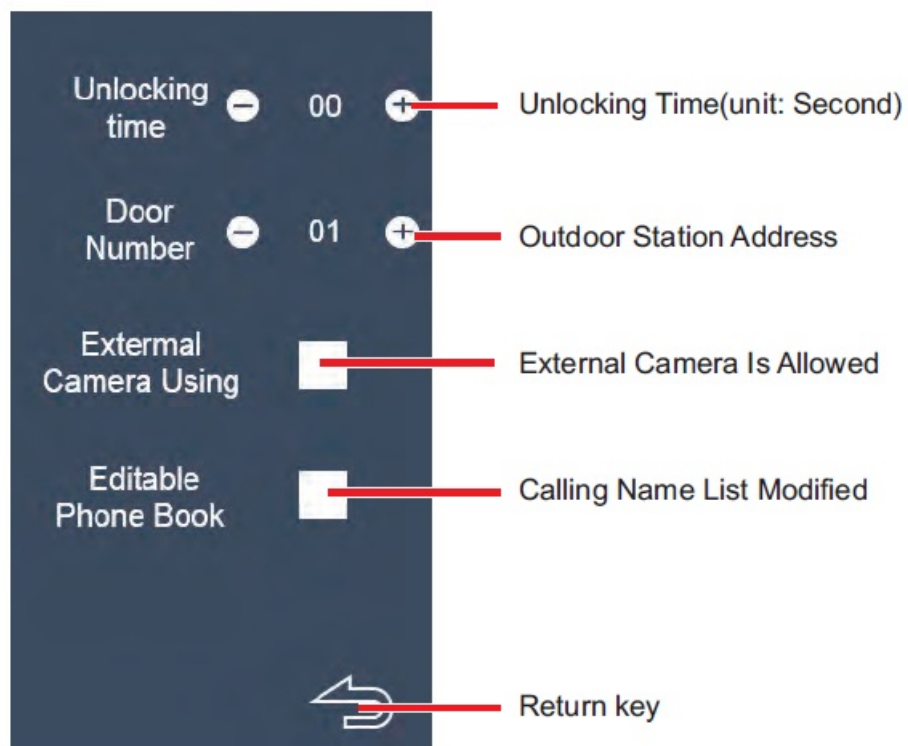 Unlocking
time
00
Unlocking Time(unit: Second)
Door
Number
01
Outdoor Station Address
Extermal
Camera Using
External Camera Is Allowed
Editable
Phone Book
Calling Name List Modified
Return key